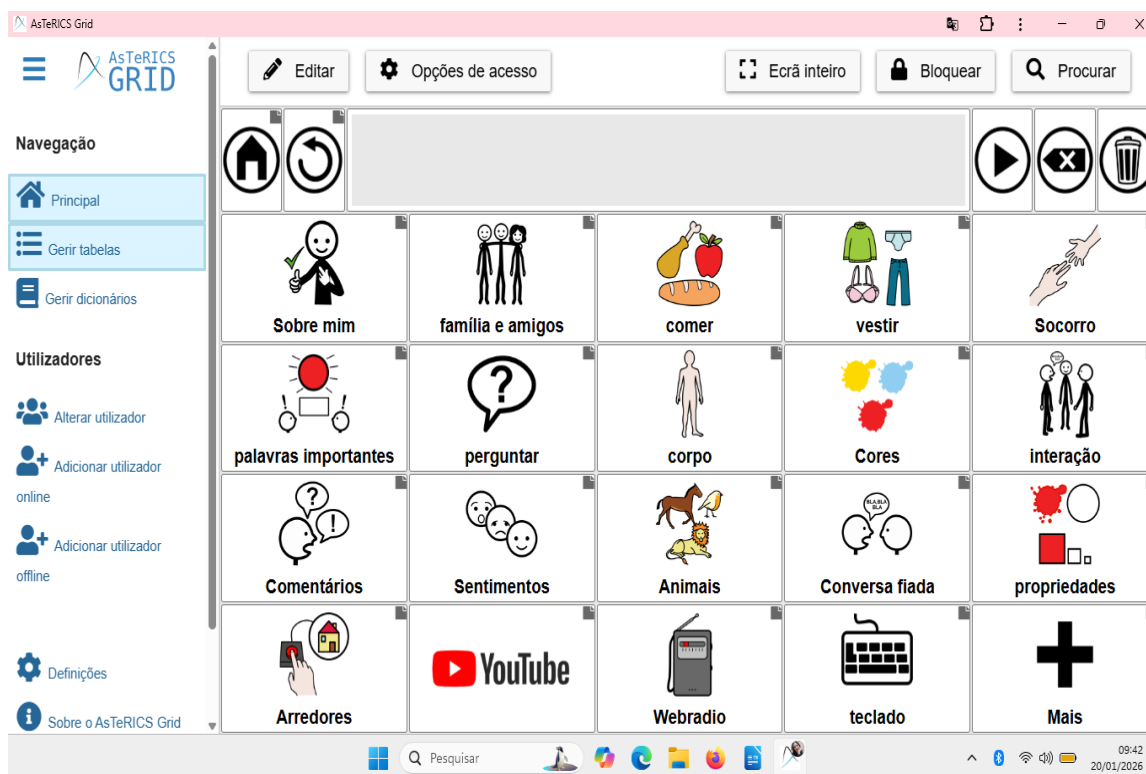 AsTeRICS Grid
AsTeRICS
GRID
Editar
Opções de acesso
Ecrã inteiro
Bloquear
Procurar
Navegação
Principal
Gerir tabelas
Gerir dicionários
Utilizadores
Alterar utilizador
Adicionar utilizador
online
Adicionar utilizador
offline
Definições
Sobre o AsTeRICS Grid
Sobre mim
família e amigos
comer
vestir
Socorro
palavras importantes
perguntar
corpo
Cores
interação
Comentários
Sentimentos
Animais
BLA,BLA
BLA
Conversa fiada
propriedades
Arredores
YouTube
Webradio
teclado
Mais
Pesquisar
09:42
20/01/2026